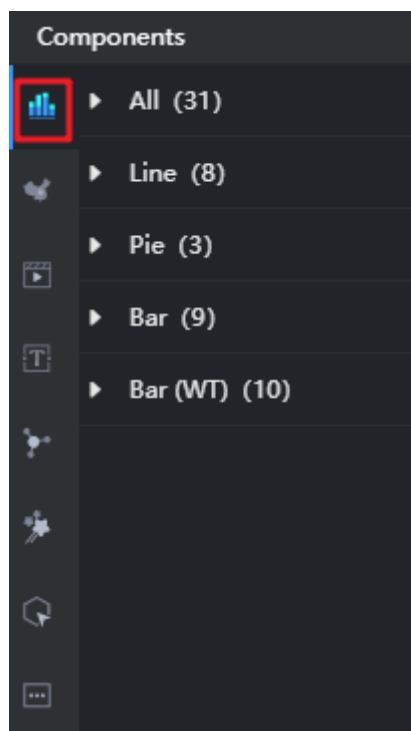 Components
All (31)
Line (8)
Pie (3)
Bar (9)
T
Bar (WT) (10)